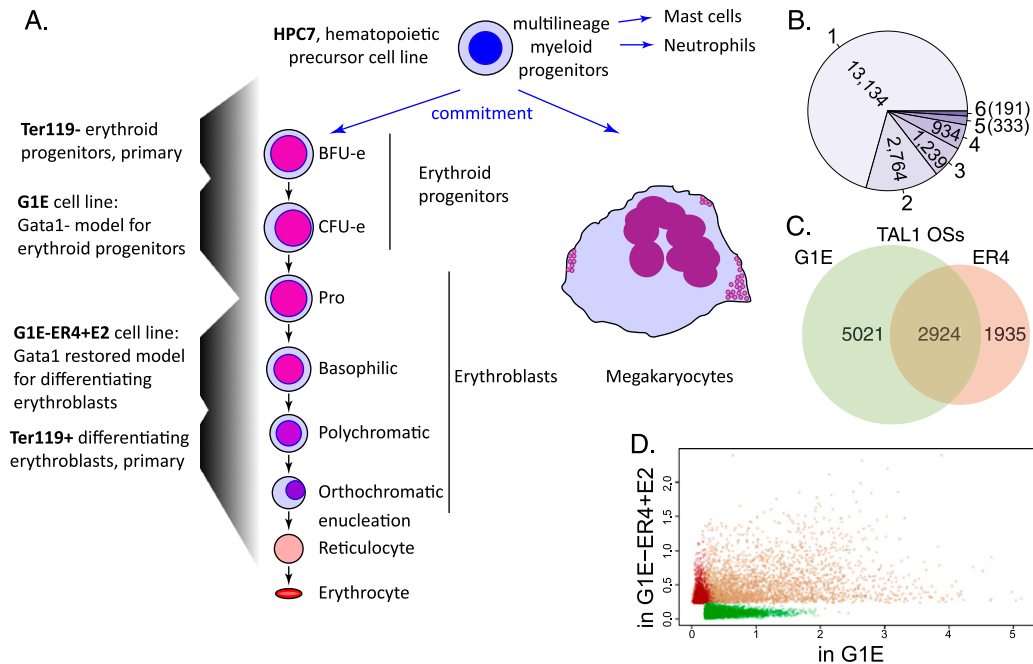 A.
HPC7, hematopoietic
precursor cell line
multilineage
myeloid
progenitors
Mast cells
Neutrophils
commitment
Ter119- erythroid
progenitors, primary
G1E cell line:
Gata1- model for
erythroid progenitors
G1E-ER4+E2 cell line:
Gata1 restored model
for differentiating
erythroblasts
Ter119+ differentiating
erythroblasts, primary
BFU-e
CFU-e
Erythroid
progenitors
Pro
Basophilic
Polychromatic
Orthochromatic
Erythroblasts
enucleation
Reticulocyte
Erythrocyte
Megakaryocytes
B.
1
13,134
6(191)
5(333)
934
4
1,239
3
2,764
2
C.
TAL1 OSs
G1E
ER4
5021
2924
1935
D.
in G1E−ER4+E2
0.0
0.5
1.0
1.5
2.0
0
1
2
3
4
5
in G1E